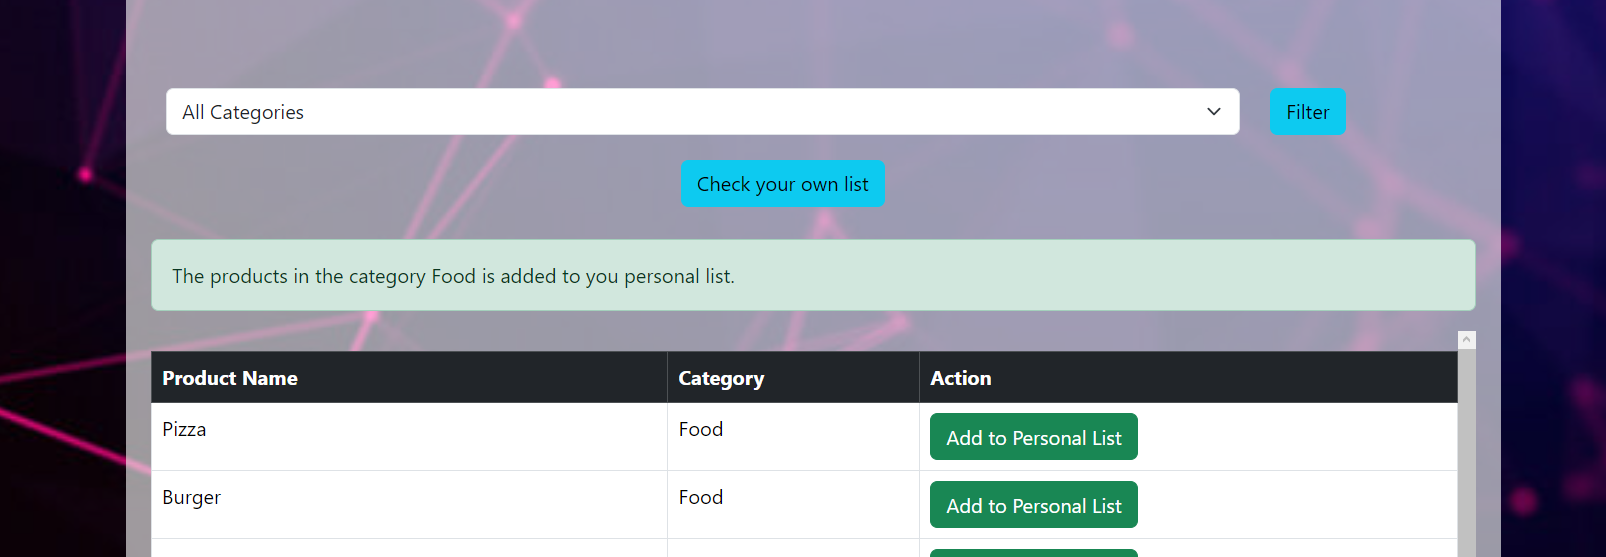 All Categories
Filter
Check your own list
The products in the category Food is added to you personal list.
Product Name Category Action
Pizza Food Add to Personal List
Burger Food Add to Personal List